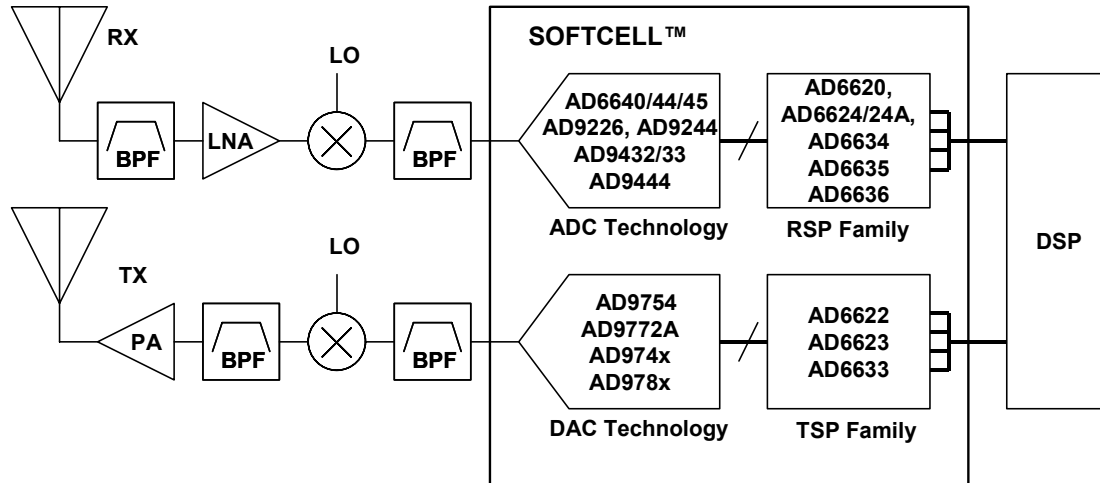 SOFTCELL™
RX
LO
BPF
LNA
BPF
AD6640/44/45
AD9226, AD9244
AD9432/33
AD9444
ADC Technology
AD6620,
AD6624/24A,
AD6634
AD6635
AD6636
RSP Family
DSP
TX
LO
PA
BPF
BPF
AD9754
AD9772A
AD974x
AD978x
DAC Technology
AD6622
AD6623
AD6633
TSP Family